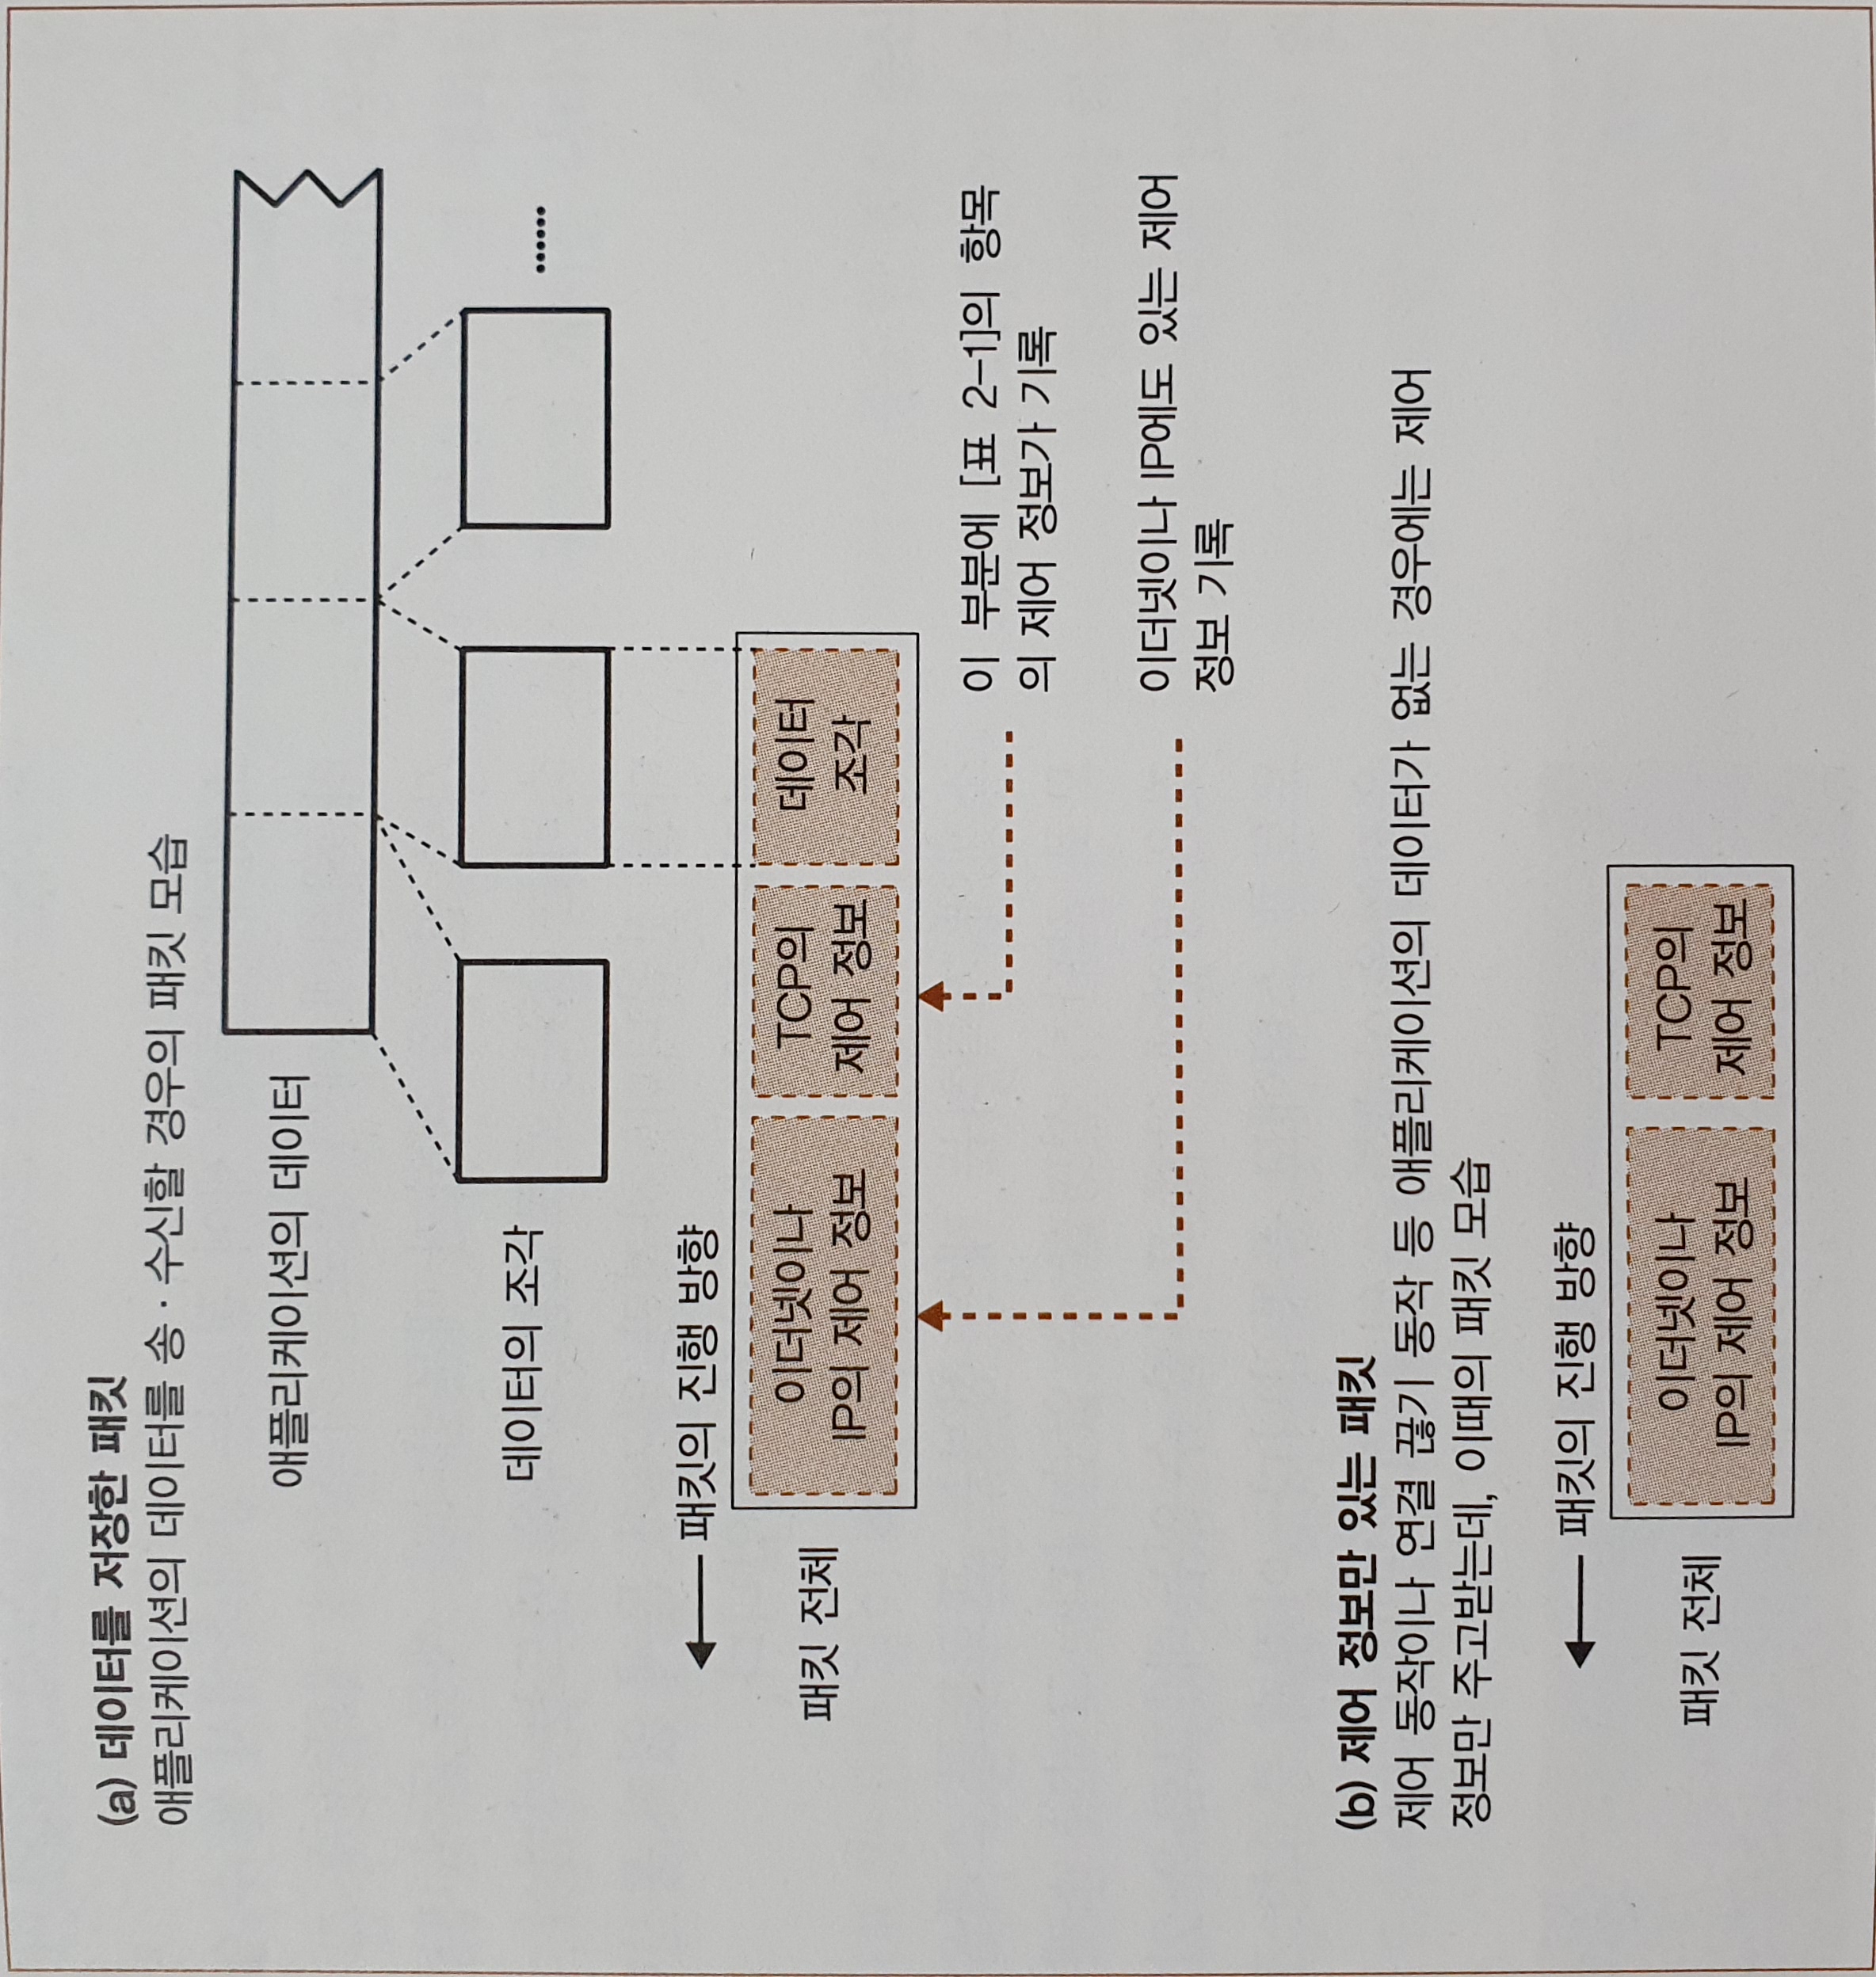 (a) 데이터를 저장한 패킷
애플리케이션의 데이터를 송 · 수신할 경우의 패킷 모습
애플리케이션의 데이터
데이터의 조각
······
패킷의 진행 방향
패킷 전체
이더넷이나
IP의 제어 정보
TCP의
제어 정보
데이터
조각
이 부분에 [표 2-1]의 항목
의 제어 정보가 기록
이더넷이나 IP에도 있는 제어
정보 기록
(b) 제어 정보만 있는 패킷
제어 동작이나 연결 끊기 동작 등 애플리케이션의 데이터가 없는 경우에는 제어
정보만 주고받는데, 이때의 패킷 모습
패킷의 진행 방향
패킷 전체
이더넷이나
IP의 제어 정보
TCP의
제어 정보